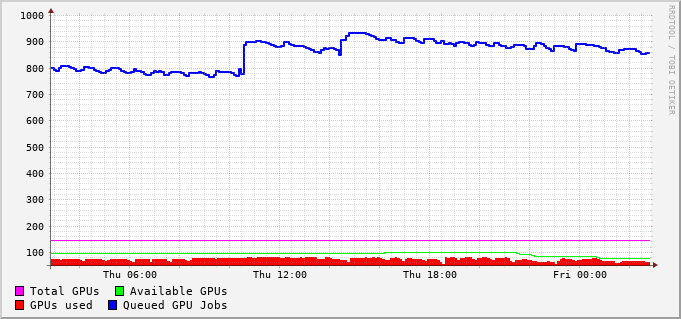 1000
900
800
700
600
500
400
300
200
100
Thu 06:00 Thu 12:00 Thu 18:00 Fri 00:00
Total GPUs Available GPUs
GPUs used Queued GPU Jobs
RRDTOOL / TOBI OETIKER